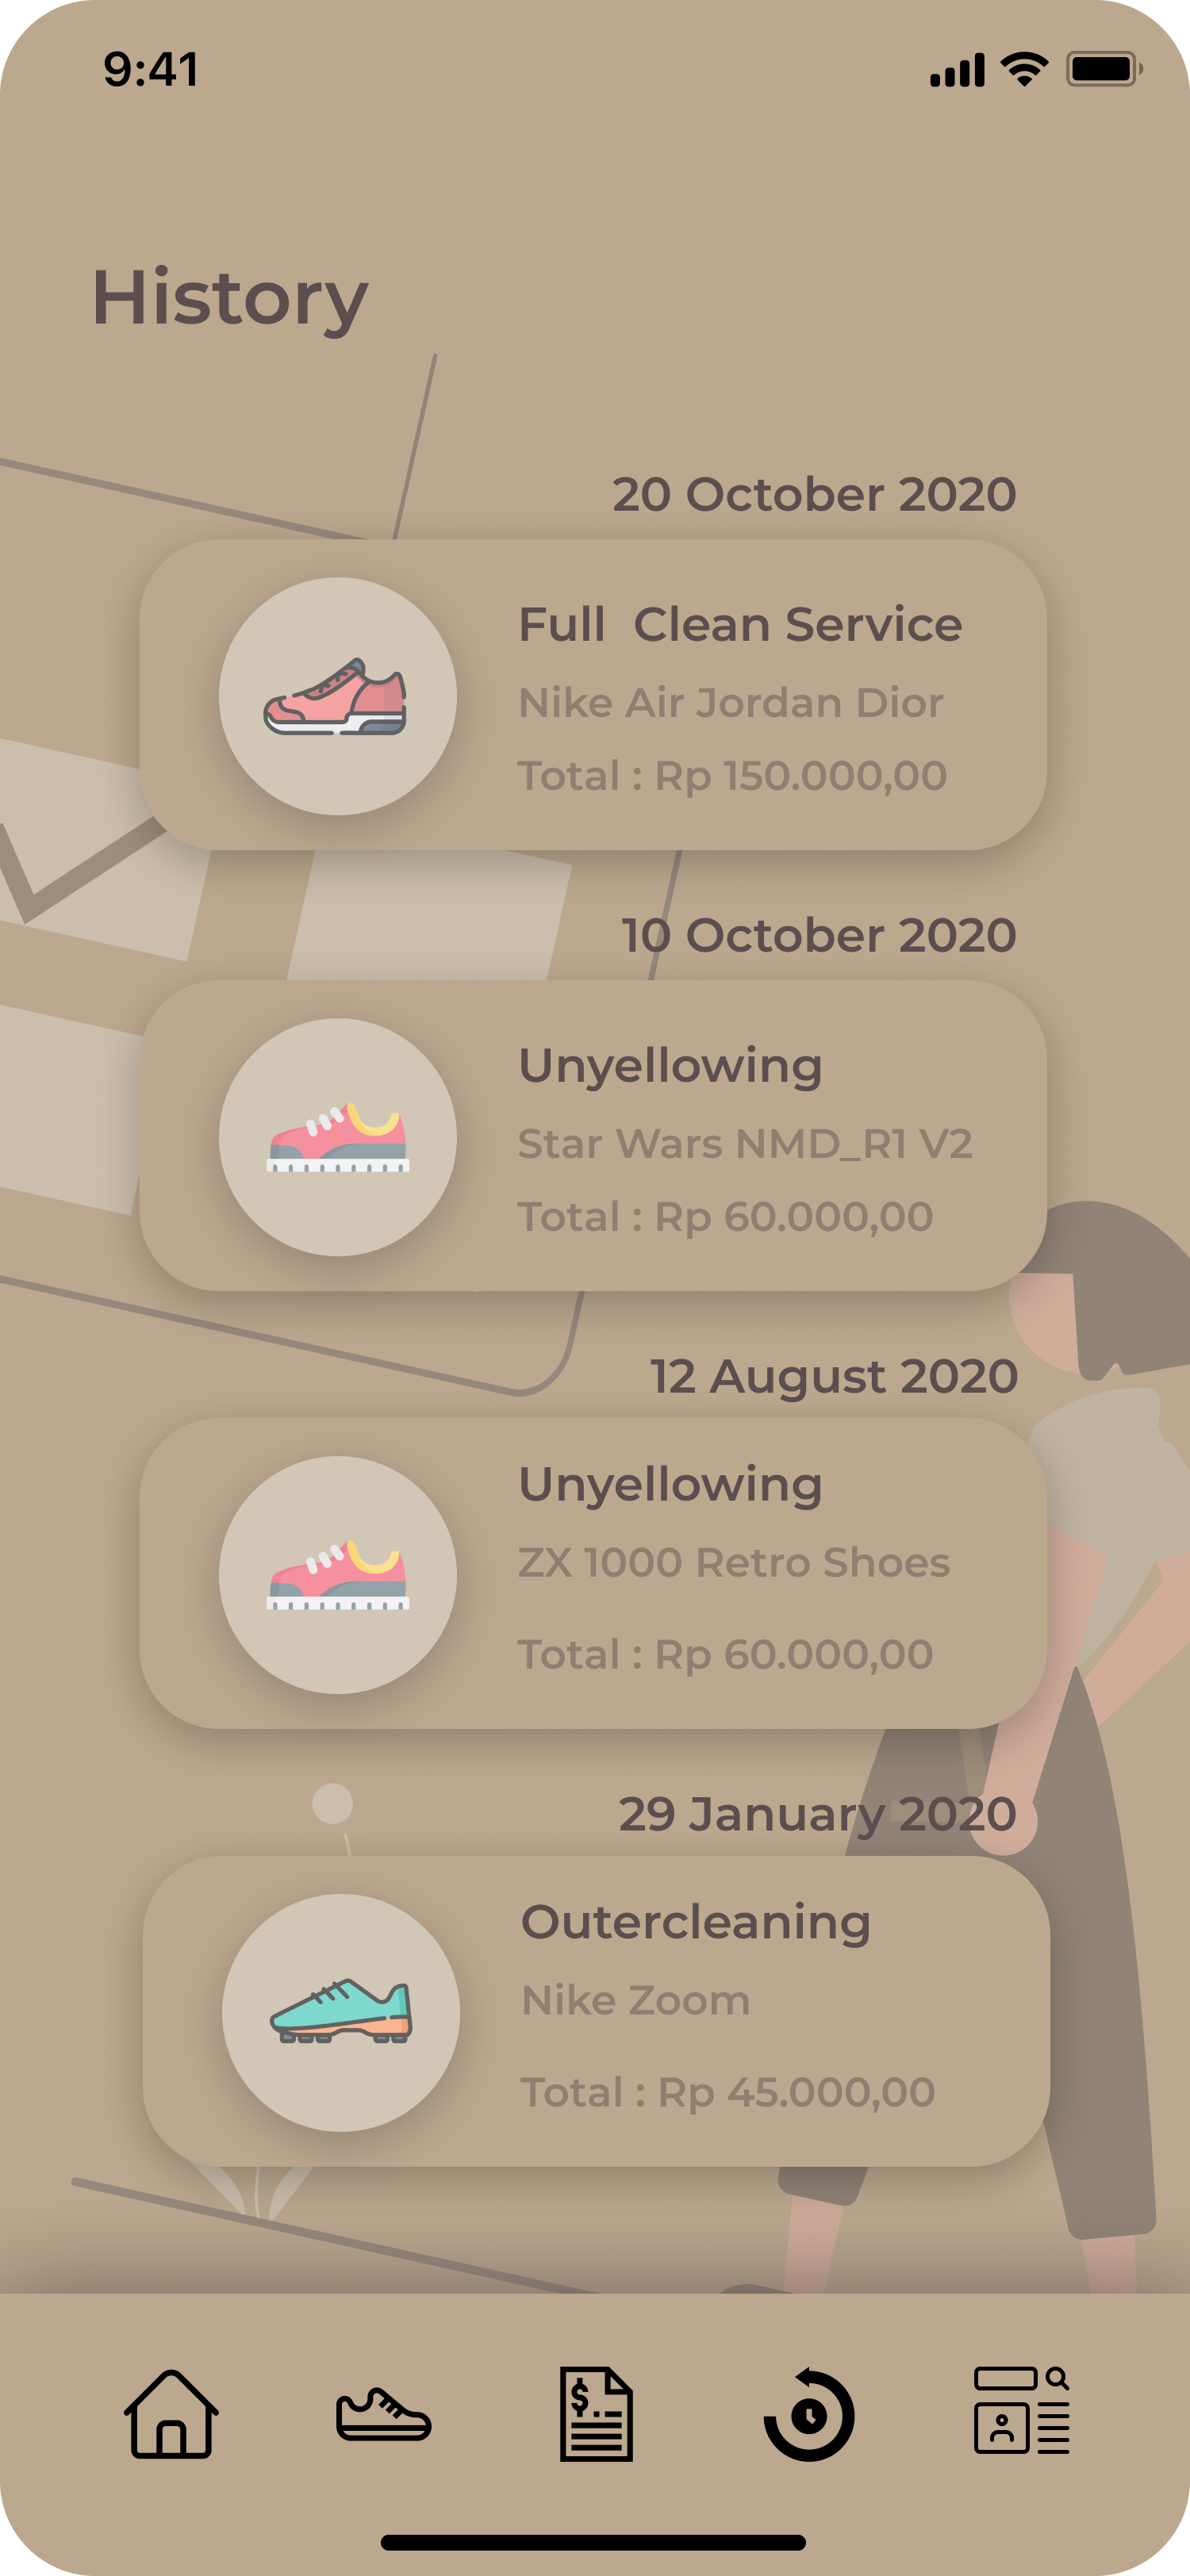 9:41
History
20 October 2020
Full  Clean Service
Nike Air Jordan Dior
Total : Rp 150.000,00
10 October 2020
Unyellowing
Star Wars NMD_R1 V2
Total : Rp 60.000,00
12 August 2020
Unyellowing
ZX 1000 Retro Shoes
Total : Rp 60.000,00
29 January 2020
Outercleaning
Nike Zoom
Total : Rp 45.000,00